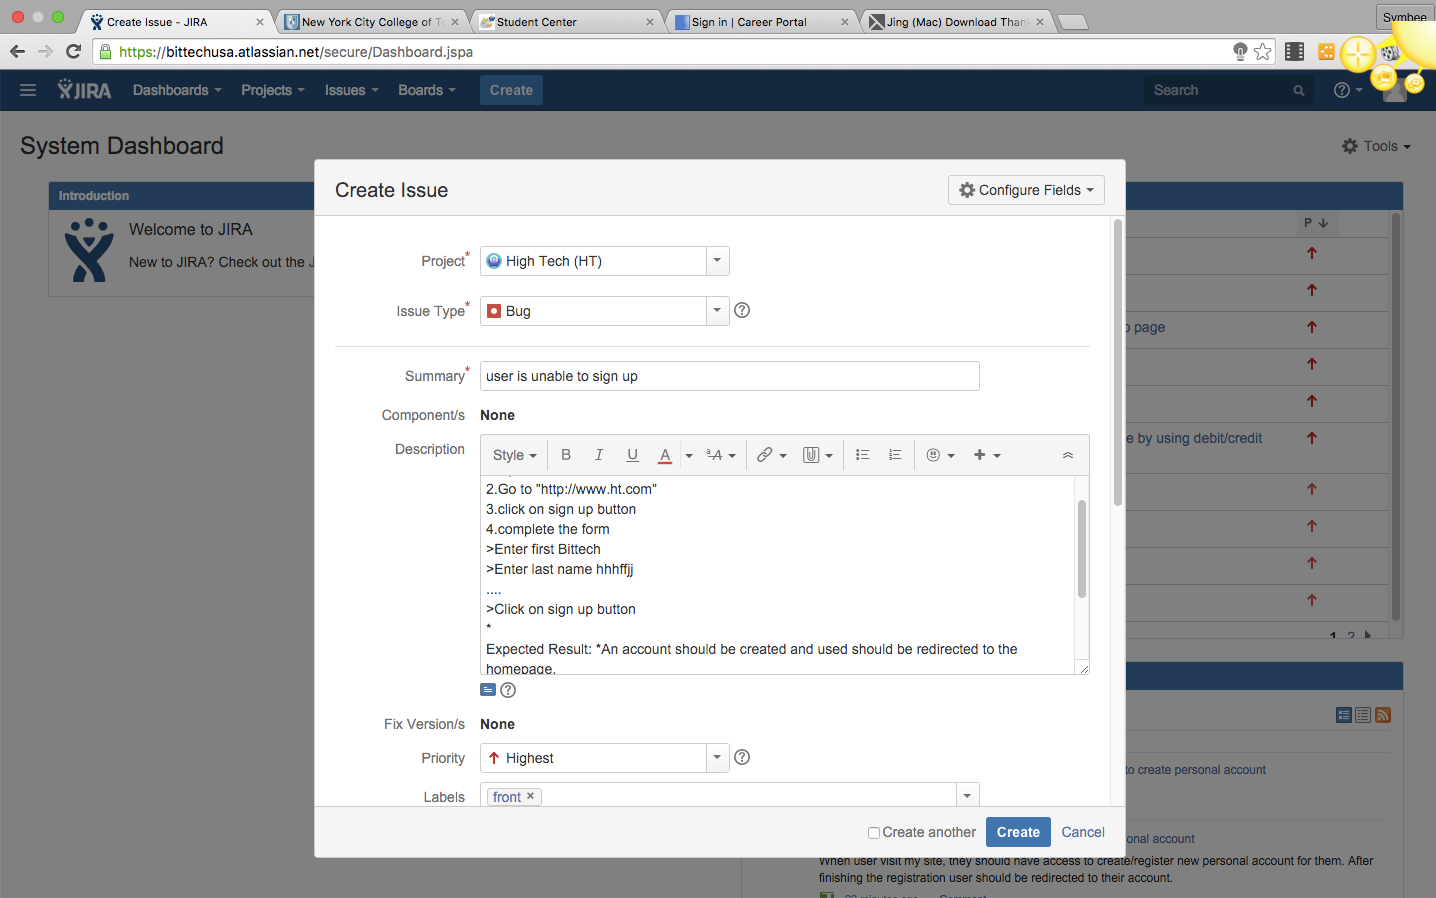 Create Issue - JIRA
New York City College of Te
Student Center
Sign in | Career Portal
Jing (Mac) Download Than
Symbee
https://bittechusa.atlassian.net/secure/Dashboard.jspa
JIRA
Dashboards
Projects
Issues
Boards
Create
Search
System Dashboard
Tools
Introduction
Welcome to JIRA
New to JIRA? Check out the J
P
page
e by using debit/credit
1 2
to create personal account
onal account
When user visit my site, they should have access to create/register new personal account for them. After
finishing the registration user should be redirected to their account.
Create Issue
Configure Fields
Project*
High Tech (HT)
Issue Type*
Bug
Summary*
user is unable to sign up
Component/s
None
Description
Style
B I U A
2.Go to "http://www.ht.com"
3.click on sign up button
4.complete the form
>Enter first Bittech
>Enter last name hhhffjj
....
>Click on sign up button
*
Expected Result: *An account should be created and used should be redirected to the
homepage.
Fix Version/s
None
Priority
Highest
Labels
front
Create another
Create
Cancel